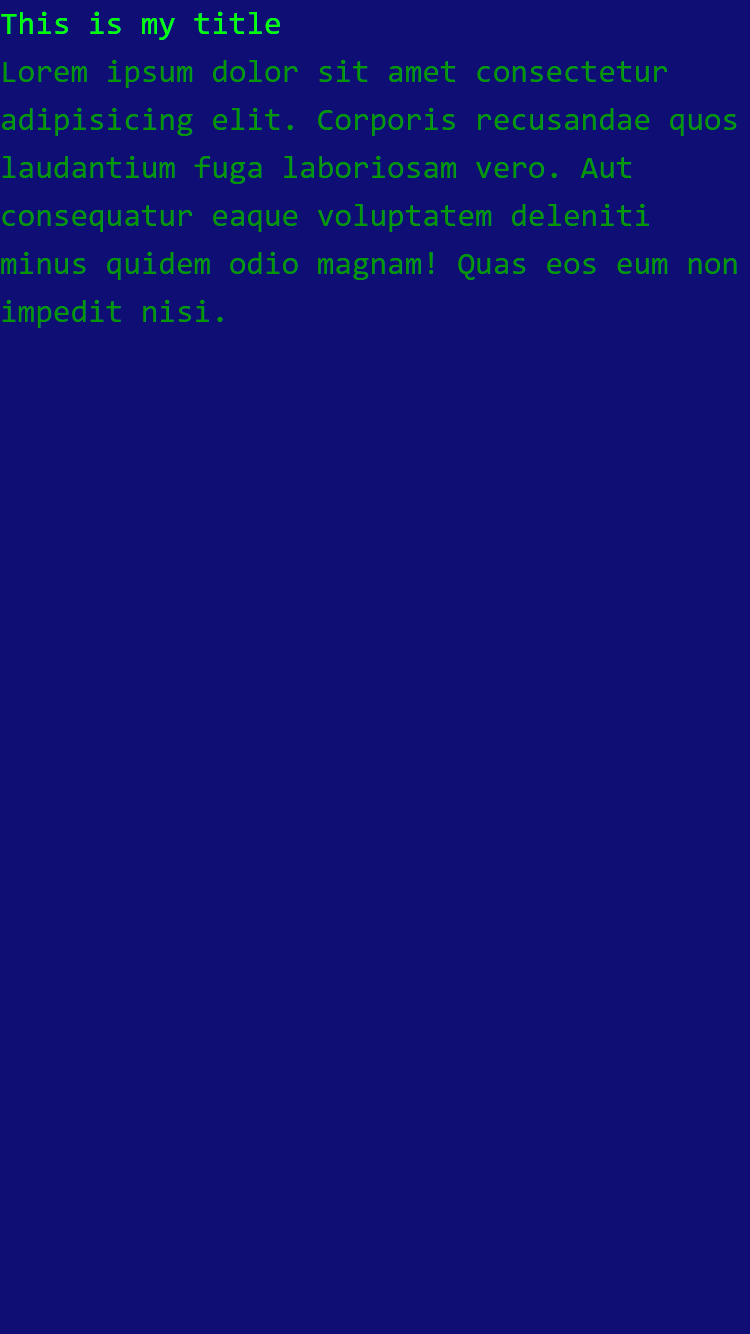 This is my title
Lorem ipsum dolor sit amet consectetur
adipisicing elit. Corporis recusandae quos
laudantium fuga laboriosam vero. Aut
consequatur eaque voluptatem deleniti
minus quidem odio magnam! Quas eos eum non
impedit nisi.